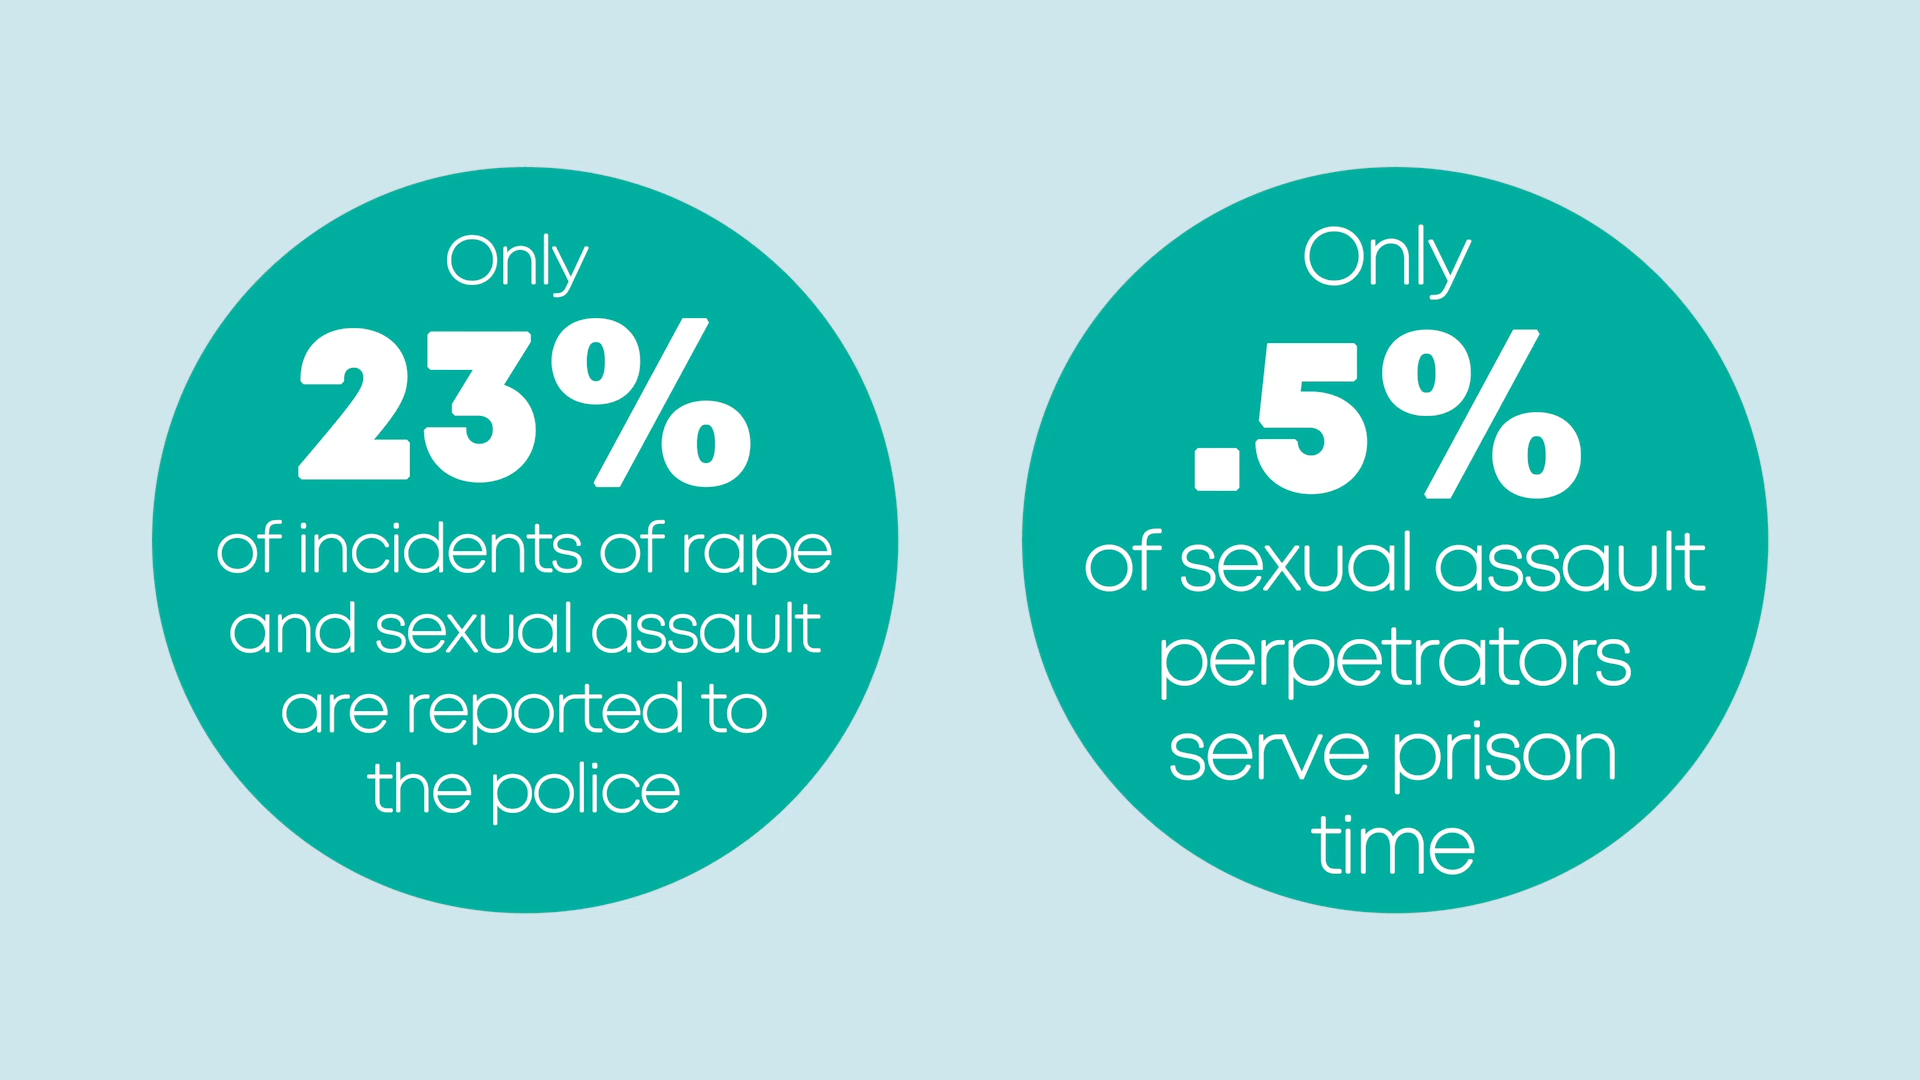 Only
23%
of incidents of rape
and sexual assault
are reported to
the police
Only
.5%
of sexual assault
perpetrators
serve prison
time